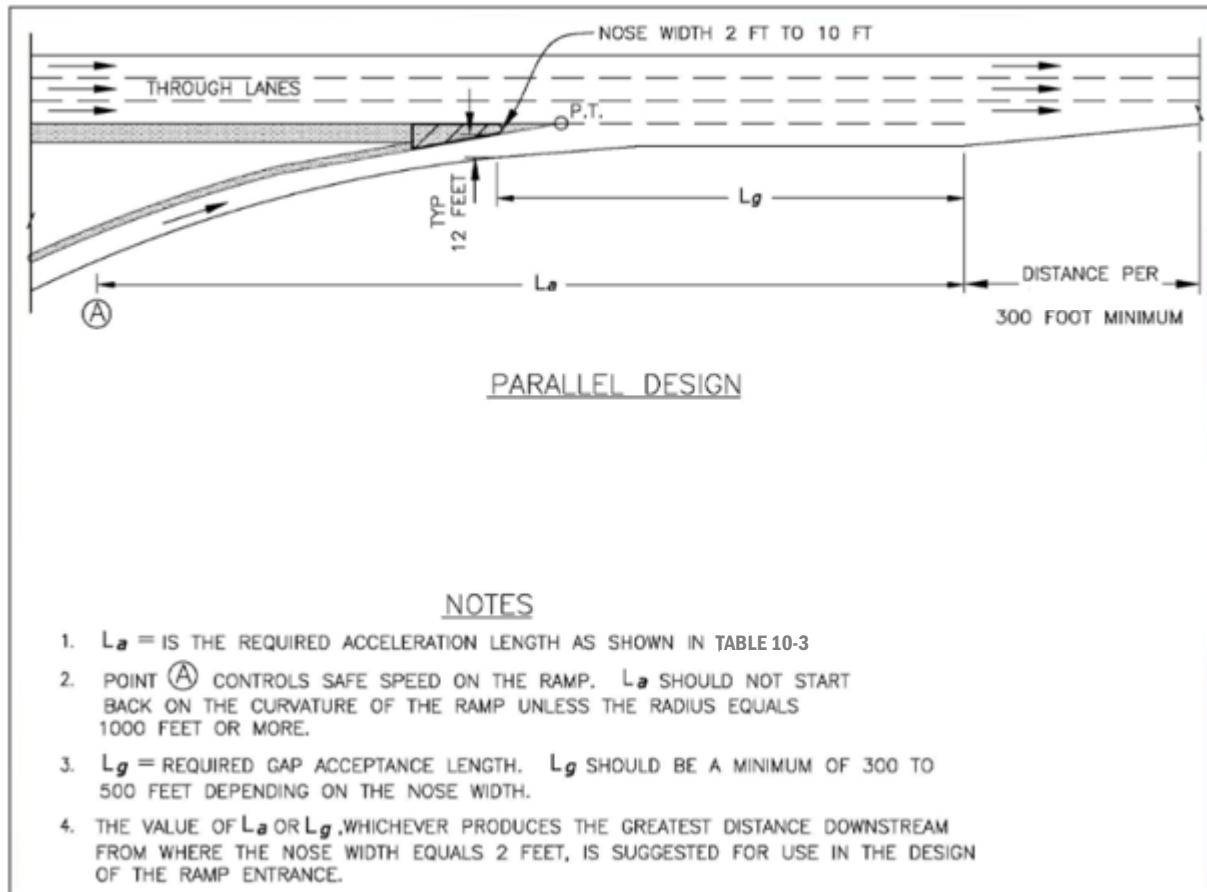 NOSE WIDTH 2 FT TO 10 FT
THROUGH LANES
P.T.
TYP
12 FEET
Lg
La
DISTANCE PER
300 FOOT MINIMUM
A
PARALLEL DESIGN
NOTES
1. La = IS THE REQUIRED ACCELERATION LENGTH AS SHOWN IN TABLE 10-3
2. POINT Ⓐ CONTROLS SAFE SPEED ON THE RAMP. La SHOULD NOT START
BACK ON THE CURVATURE OF THE RAMP UNLESS THE RADIUS EQUALS
1000 FEET OR MORE.
3. Lg = REQUIRED GAP ACCEPTANCE LENGTH. Lg SHOULD BE A MINIMUM OF 300 TO
500 FEET DEPENDING ON THE NOSE WIDTH.
4. THE VALUE OF La OR Lg ,WHICHEVER PRODUCES THE GREATEST DISTANCE DOWNSTREAM
FROM WHERE THE NOSE WIDTH EQUALS 2 FEET, IS SUGGESTED FOR USE IN THE DESIGN
OF THE RAMP ENTRANCE.